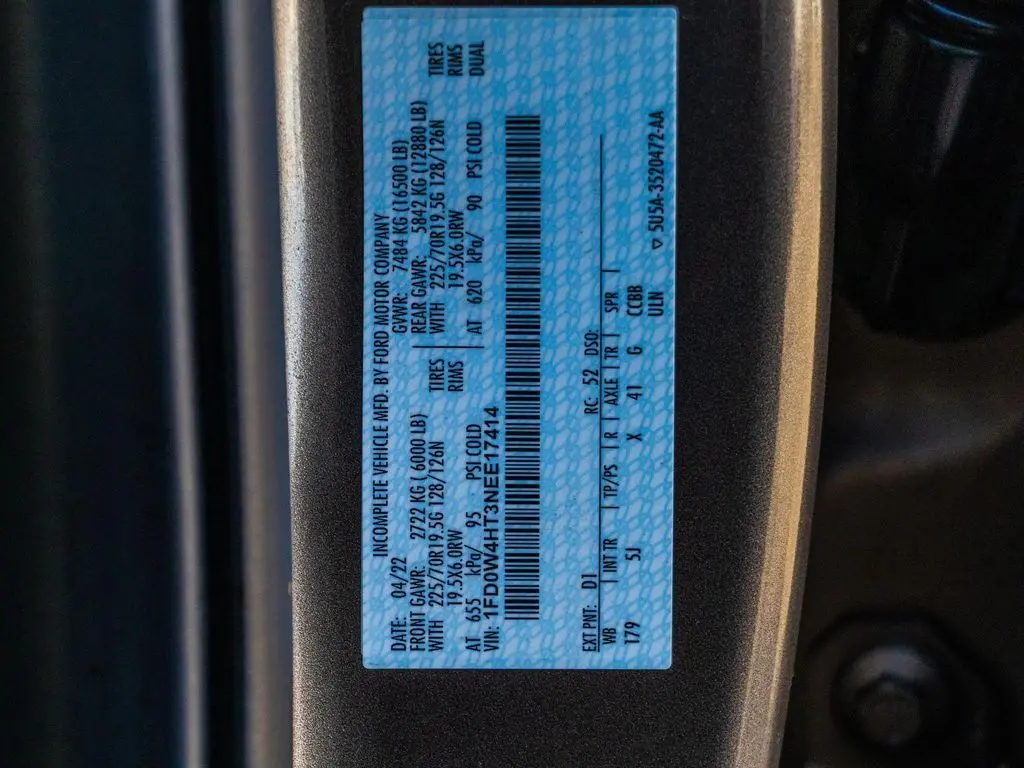 INCOMPLETE VEHICLE MFD. BY FORD MOTOR COMPANY
DATE: 04/22 GVWR: 7484 KG (16500 LB)
FRONT GAWR: 2722 KG ( 6000 LB) REAR GAWR: 5842 KG (12880 LB)
WITH 225/70R19.5G 128/126N TIRES WITH 225/70R19.5G 128/126N TIRES
19.5X6.0RW RIMS 19.5X6.0RW RIMS
AT 655 kPa/ 95 PSI COLD AT 620 kPa/ 90 PSI COLD DUAL
VIN: 1FD0W4HT3NEE17414
EXT PNT: D1 RC: 52 DSO:
WB INT TR TP/PS R AXLE TR SPR
179 5J X 41 G CCBB
ULN
▽ 5U5A-3520472-AA